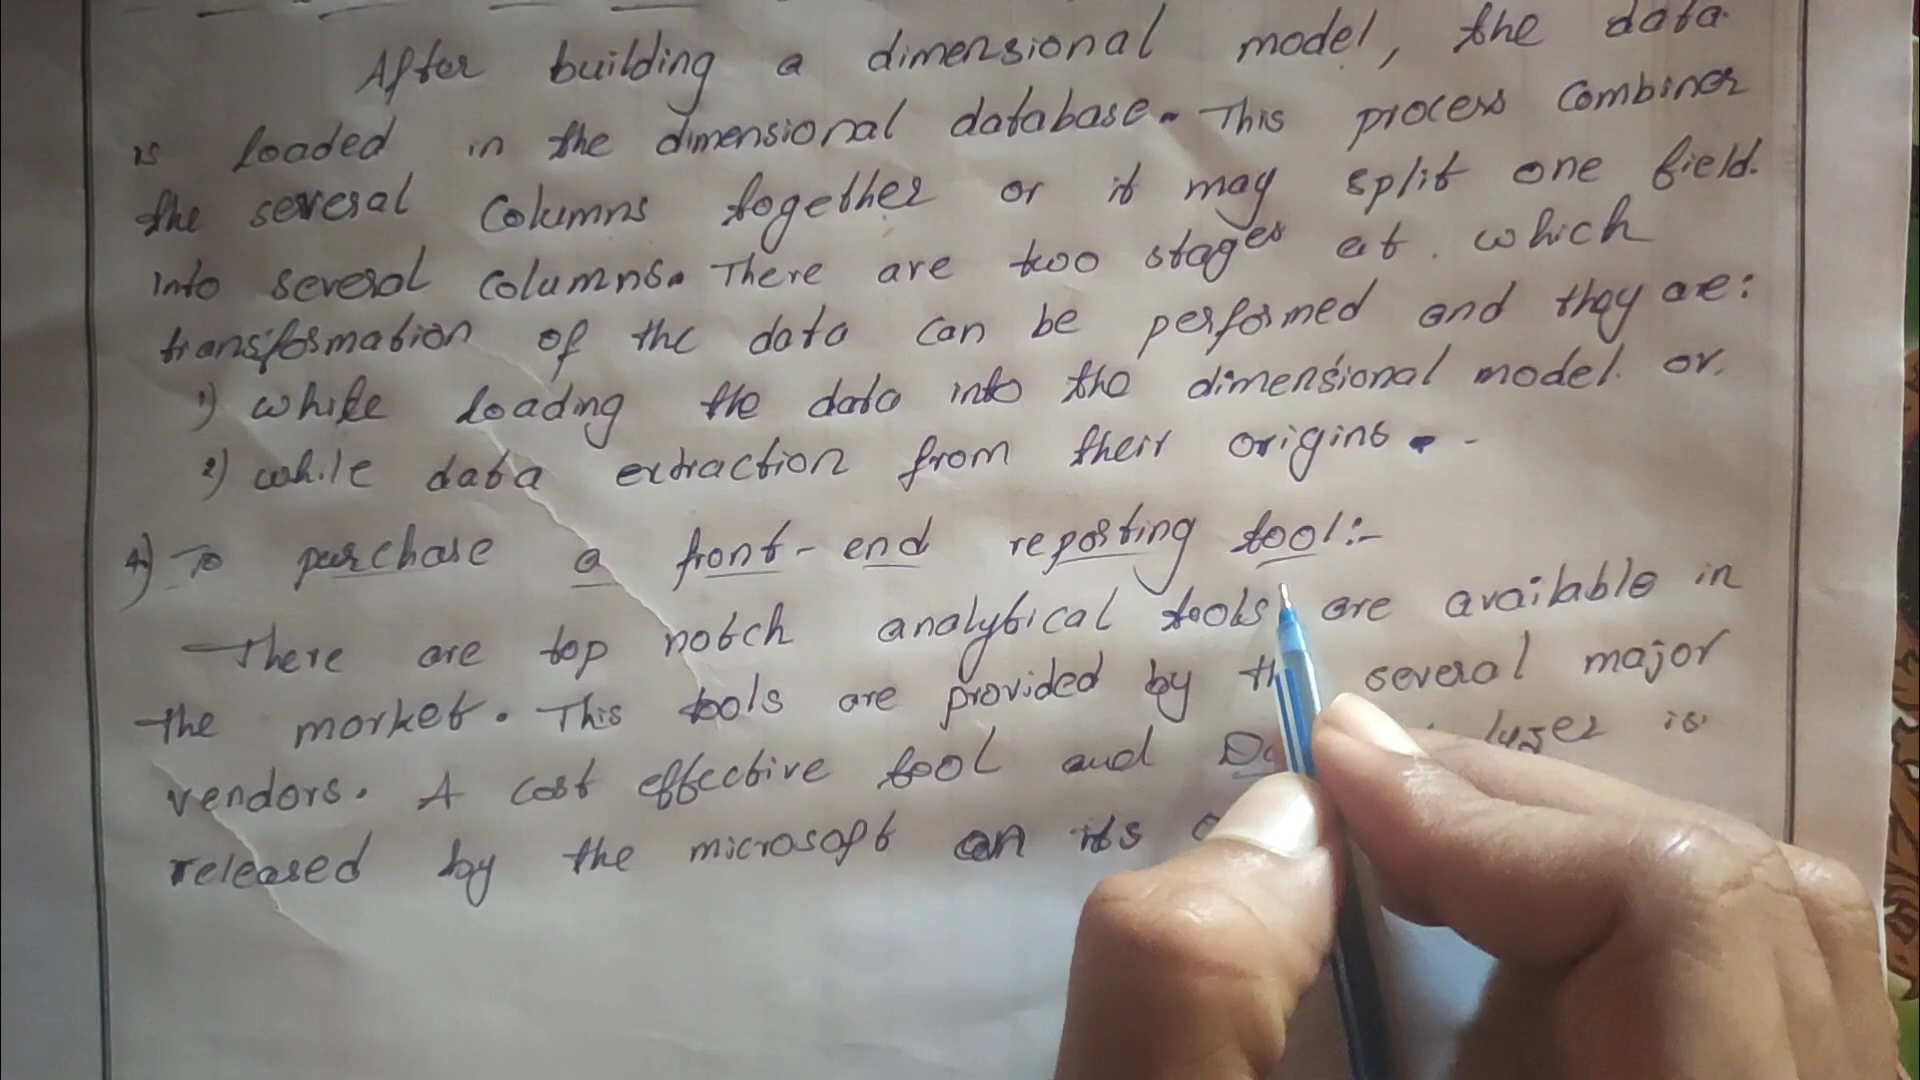 After building a dimensional model, the data
is loaded in the dimensional database. This process combines
the several columns together or it may split one field.
into several columns. There are two stages at which
transformation of the data can be performed and they are:
1) while loading the data into the dimensional model or.
2) while data extraction from their origins.
4) To purchase a front-end reporting tool:-
There are top notch analytical tools are available in
the market. This tools are provided by several major
vendors. A cost effective tool and is
released by the microsoft on its